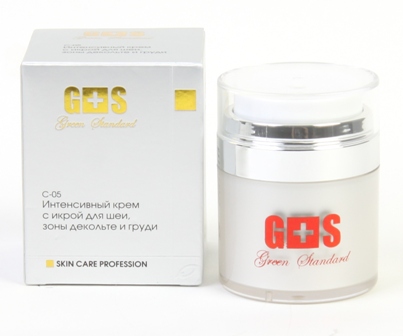 G+S
Green Standard
C-05
Интенсивный крем
с икрой для шеи,
зоны декольте и груди
SKIN CARE PROFESSION
G+S
Green Standard